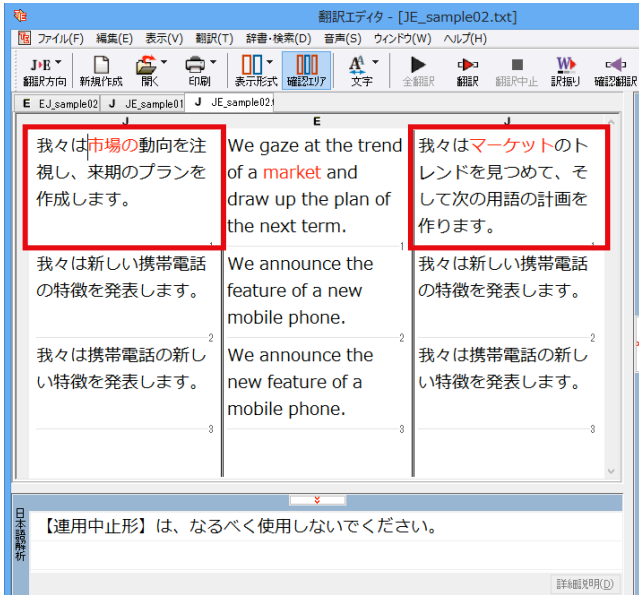 翻訳エディタ - [JE_sample02.txt]
ファイル(F) 編集(E) 表示(V) 翻訳(T) 辞書・検索(D) 音声(S) ウィンドウ(W) ヘルプ(H)
J▸E A
翻訳方向 新規作成 開く 印刷 表示形式 確認エリア 文字 全翻訳 翻訳 翻訳中止 訳振り 確認翻訳
E EJ_sample02 J JE_sample01 J JE_sample02.t
J E J
我々は市場の動向を注
視し、来期のプランを
作成します。
1
We gaze at the trend
of a market and
draw up the plan of
the next term.
1
我々はマーケットのト
レンドを見つめて、そ
して次の用語の計画を
作ります。
1
我々は新しい携帯電話
の特徴を発表します。
2
We announce the
feature of a new
mobile phone.
2
我々は新しい携帯電話
の特徴を発表します。
2
我々は携帯電話の新し
い特徴を発表します。
3
We announce the
new feature of a
mobile phone.
3
我々は携帯電話の新し
い特徴を発表します。
3
日本語解析
【連用中止形】は、なるべく使用しないでください。
詳細説明(D)